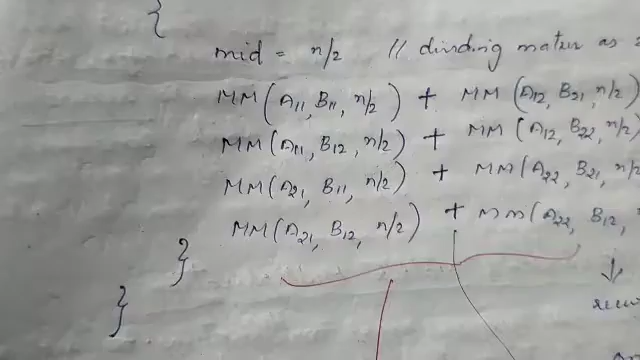 {
mid = n/2 // dividing matrix as
MM(A11, B11, n/2) + MM(A12, B21, n/2)
MM(A11, B12, n/2) + MM(A12, B22, n/2)
MM(A21, B11, n/2) + MM(A22, B21, n/2
MM(A21, B12, n/2) + MM(A22, B12,
}
}